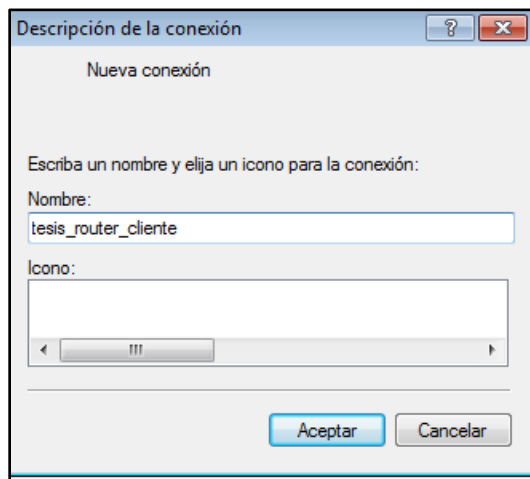 Descripción de la conexión
Nueva conexión
Escriba un nombre y elija un icono para la conexión:
Nombre:
tesis_router_cliente
Icono:
Aceptar
Cancelar